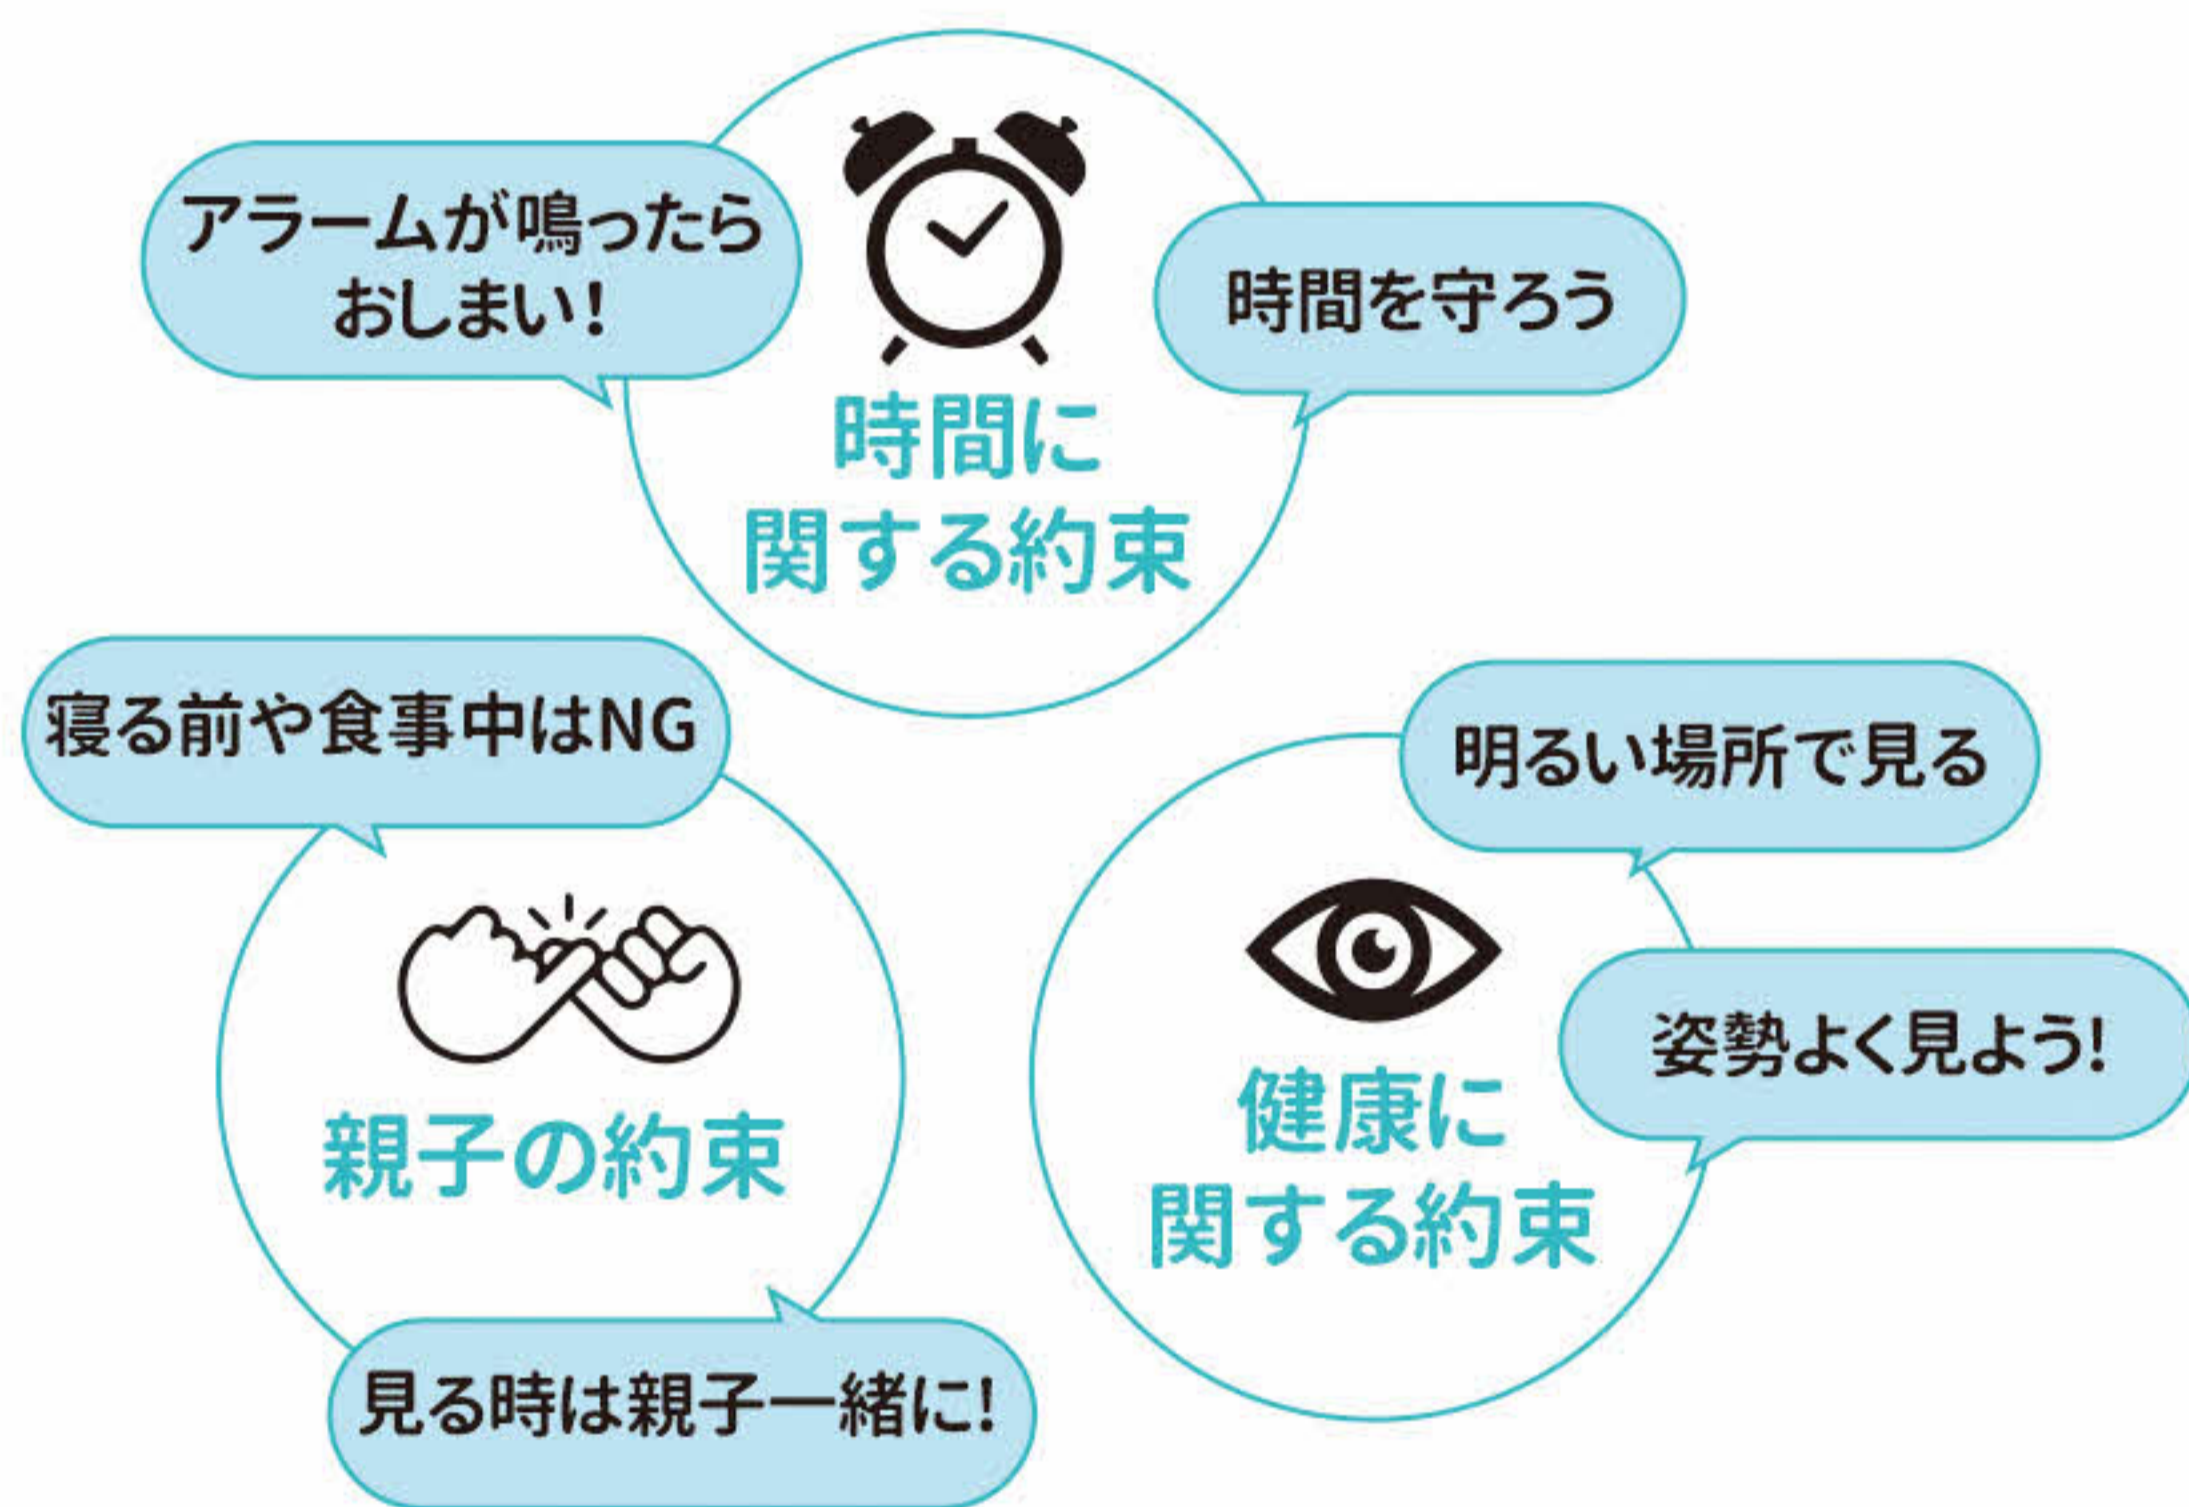 アラームが鳴ったら
おしまい!
時間を守ろう
時間に
関する約束
寝る前や食事中はNG
親子の約束
見る時は親子一緒に!
明るい場所で見る
姿勢よく見よう!
健康に
関する約束